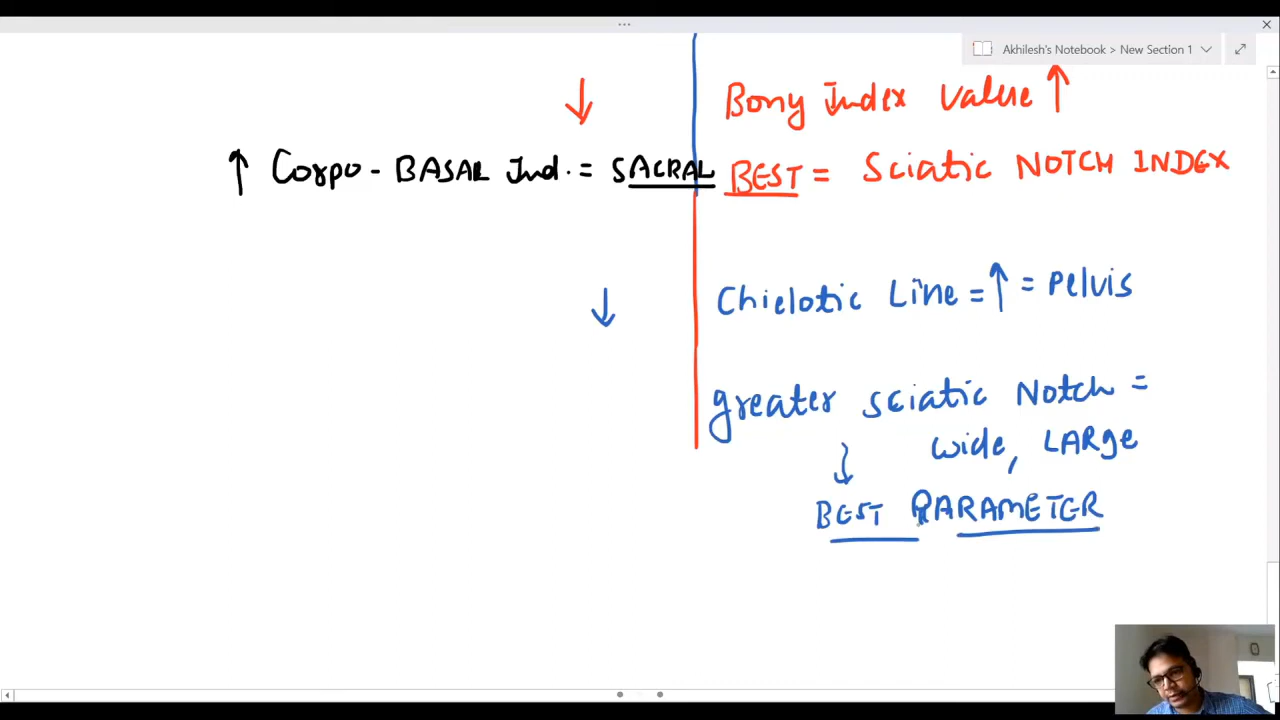 Akhilesh's Notebook > New Section 1
Bony Index Value ↑
↓
↑ Corpo - BASAL Ind. = SACRAL
BEST = Sciatic NOTCH INDEX
↓
Chielotic Line = ↑ = Pelvis
greater sciatic Notch =
wide, LARge
↓
BEST PARAMETER